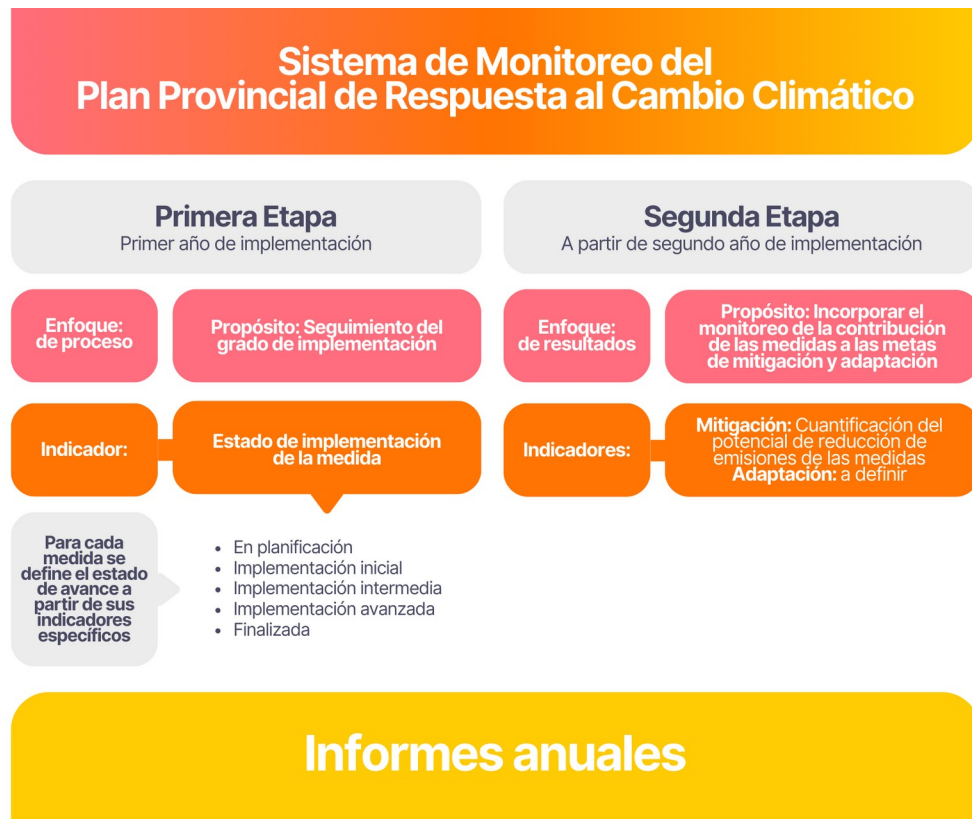 Sistema de Monitoreo del
Plan Provincial de Respuesta al Cambio Climático
Primera Etapa
Primer año de implementación
Enfoque:
de proceso
Propósito: Seguimiento del
grado de implementación
Indicador:
Estado de implementación
de la medida
Para cada
medida se
define el estado
de avance a
partir de sus
indicadores
específicos
• En planificación
• Implementación inicial
• Implementación intermedia
• Implementación avanzada
• Finalizada
Segunda Etapa
A partir de segundo año de implementación
Enfoque:
de resultados
Propósito: Incorporar el
monitoreo de la contribución
de las medidas a las metas
de mitigación y adaptación
Indicadores:
Mitigación: Cuantificación del
potencial de reducción de
emisiones de las medidas
Adaptación: a definir
Informes anuales